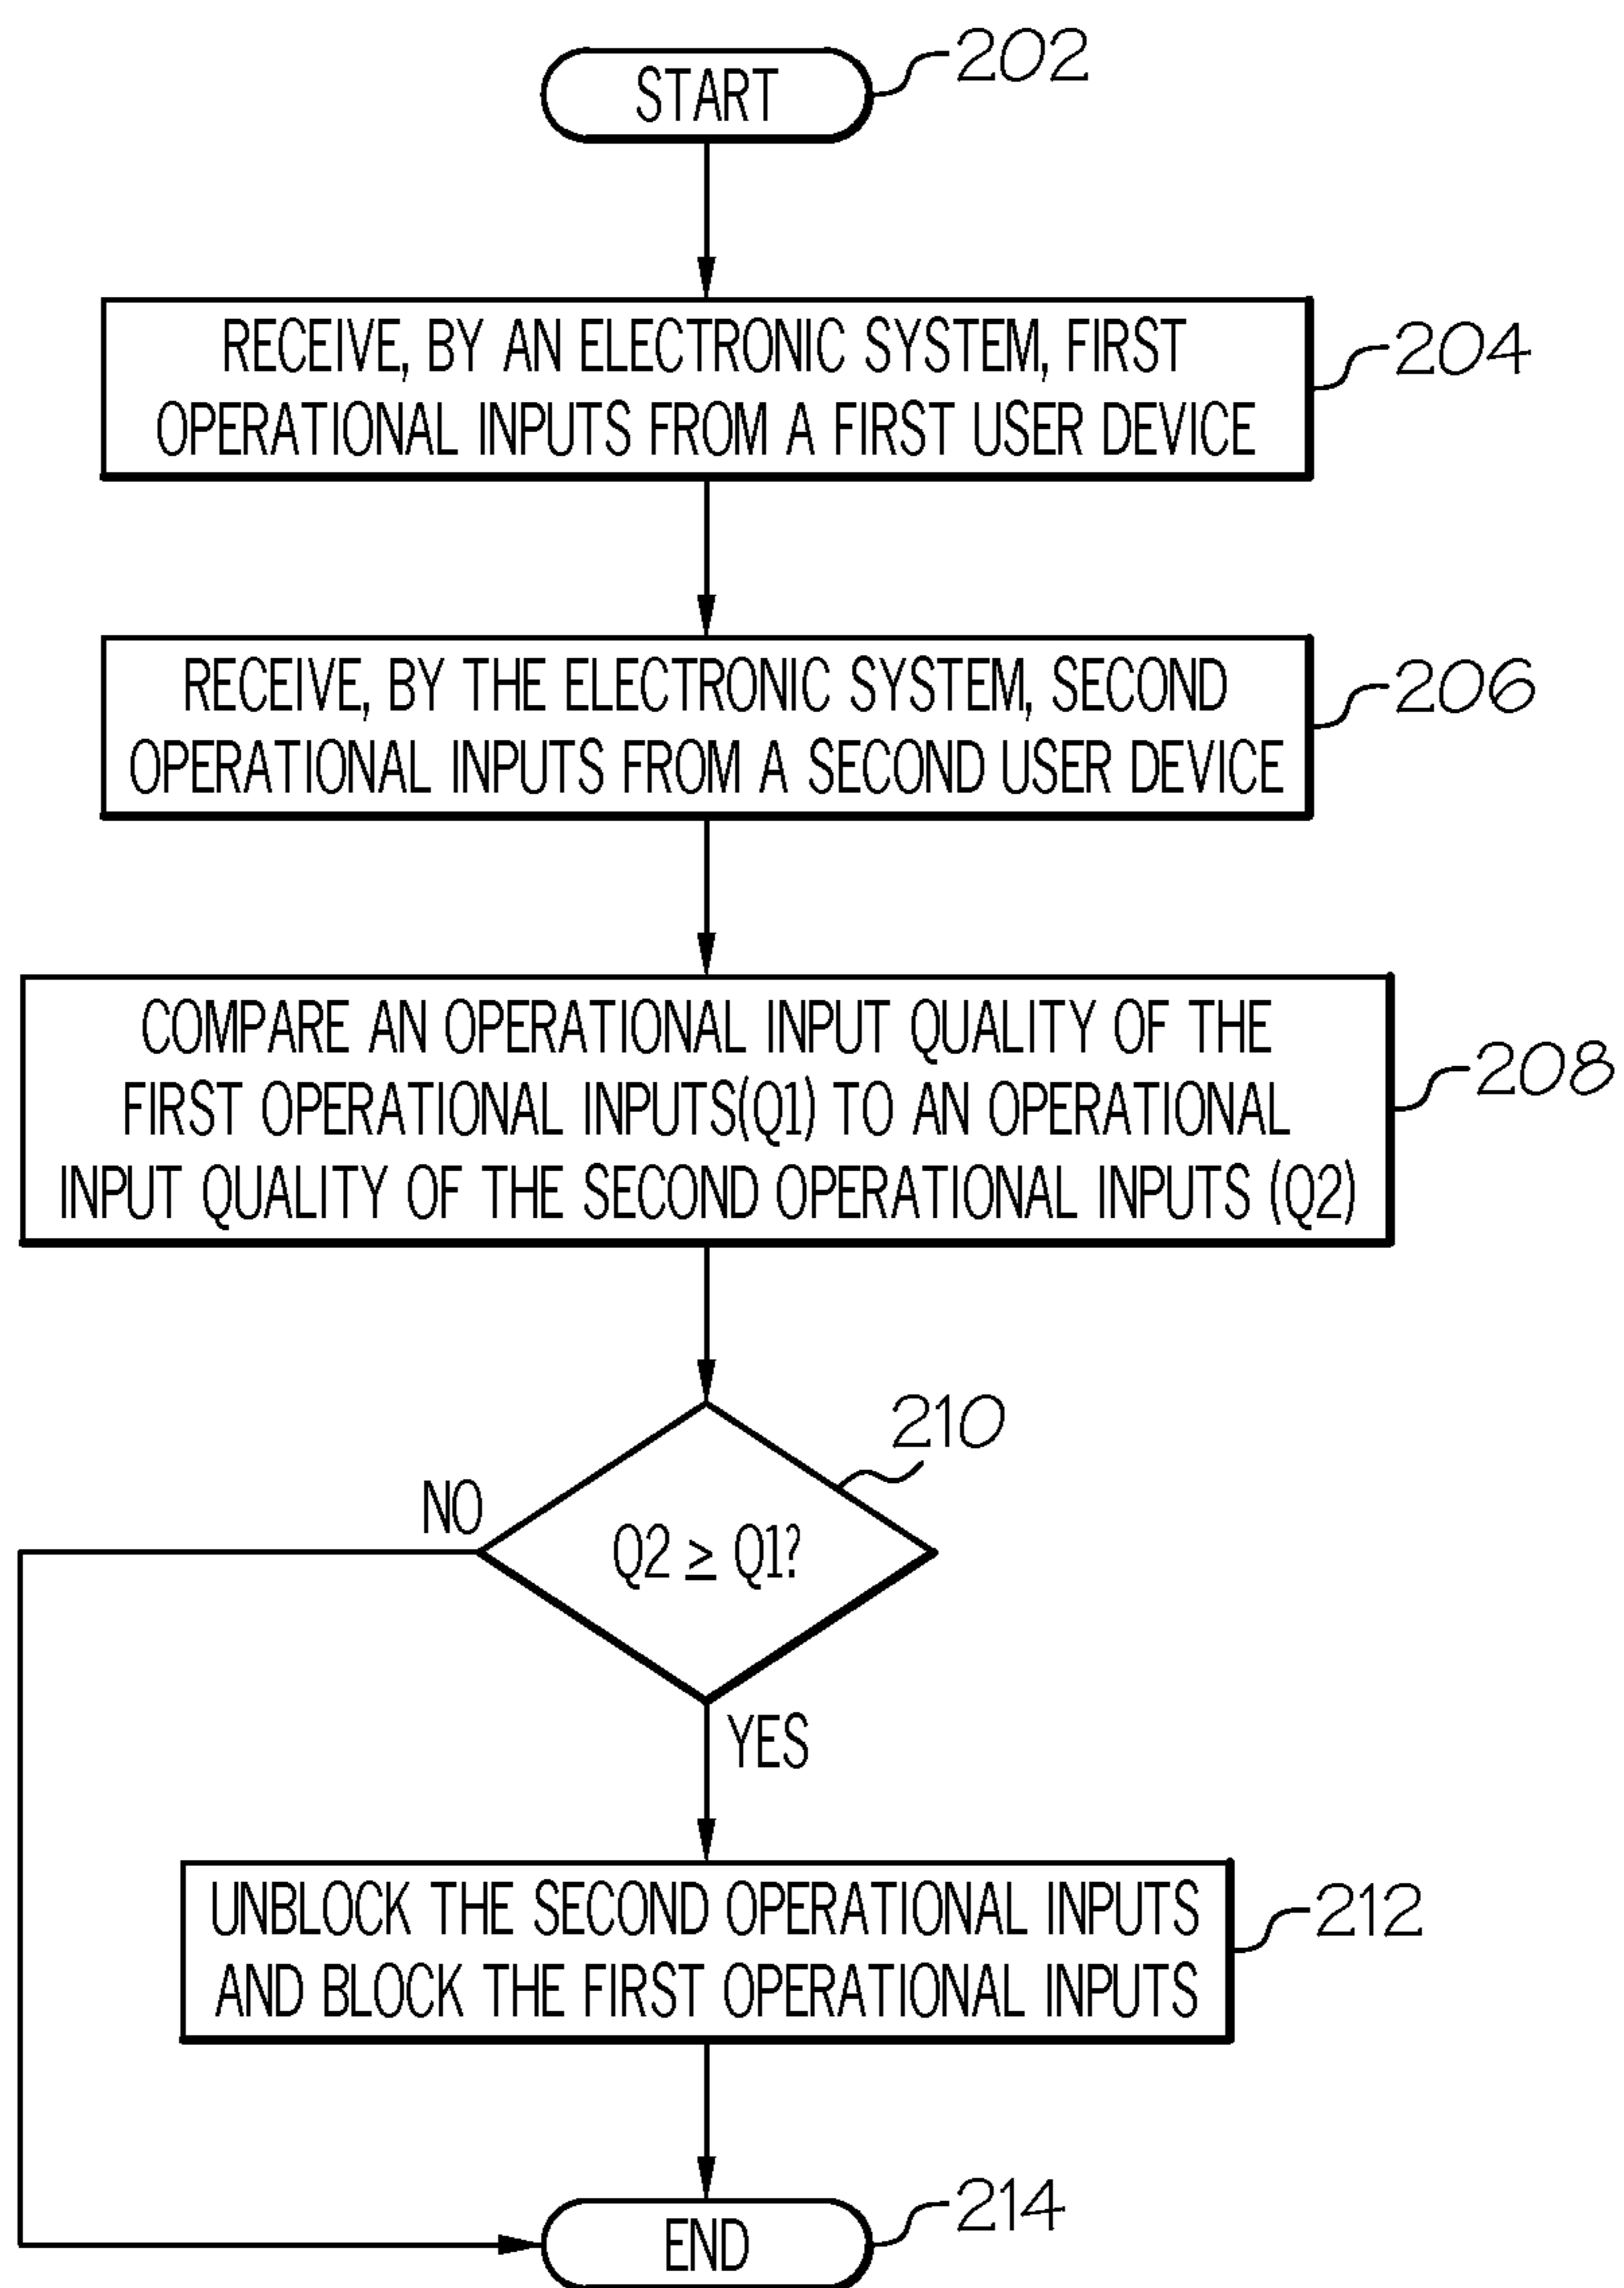 START
202
RECEIVE, BY AN ELECTRONIC SYSTEM, FIRST
OPERATIONAL INPUTS FROM A FIRST USER DEVICE
204
RECEIVE, BY THE ELECTRONIC SYSTEM, SECOND
OPERATIONAL INPUTS FROM A SECOND USER DEVICE
206
COMPARE AN OPERATIONAL INPUT QUALITY OF THE
FIRST OPERATIONAL INPUTS(Q1) TO AN OPERATIONAL
INPUT QUALITY OF THE SECOND OPERATIONAL INPUTS (Q2)
208
210
NO
Q2 ≥ Q1?
YES
UNBLOCK THE SECOND OPERATIONAL INPUTS
AND BLOCK THE FIRST OPERATIONAL INPUTS
212
END
214